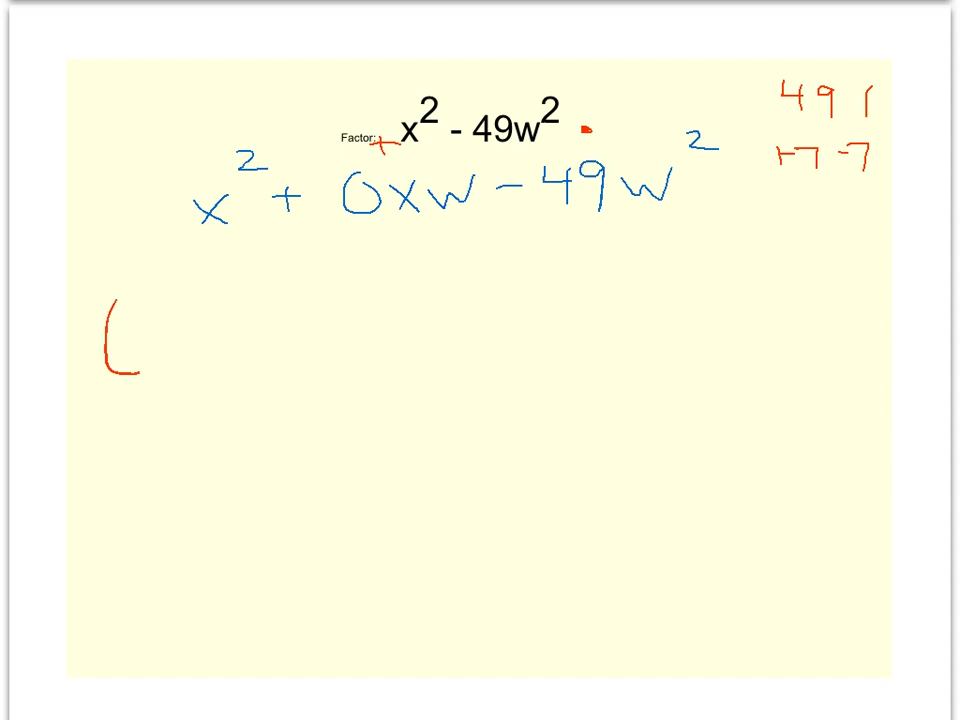 Factor: x² - 49w²
+
49 1
+7 -7
x² + 0xw - 49w²
(